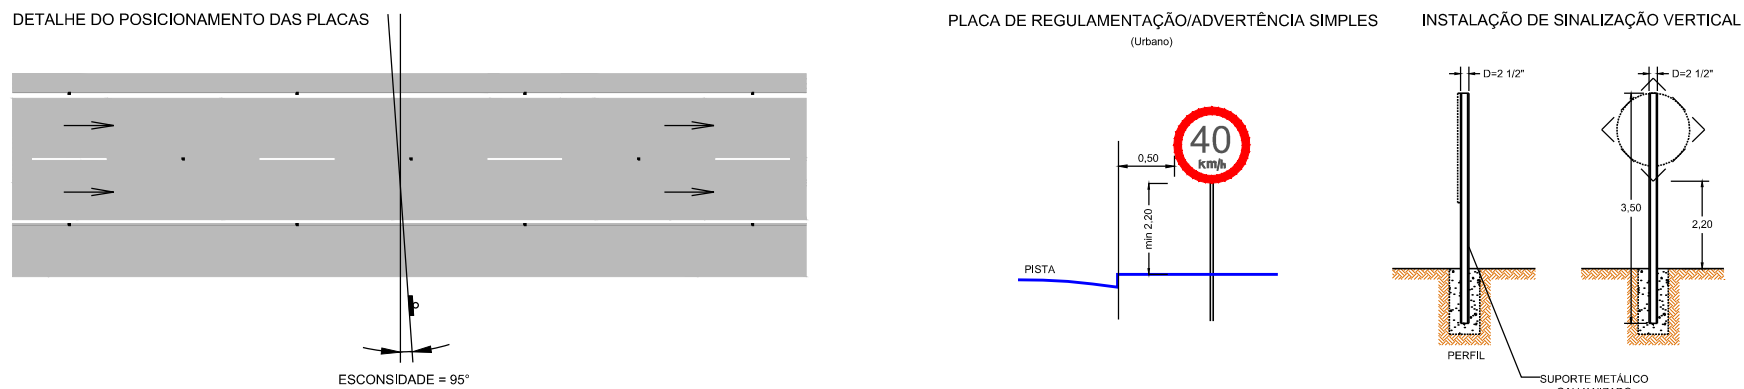 DETALHE DO POSICIONAMENTO DAS PLACAS
ESCONSIDADE = 95°
PLACA DE REGULAMENTAÇÃO/ADVERTÊNCIA SIMPLES
(Urbano)
40
km/h
0,50
min 2,20
PISTA
INSTALAÇÃO DE SINALIZAÇÃO VERTICAL
D=2 1/2"
D=2 1/2"
3,50
2,20
PERFIL
SUPORTE METÁLICO